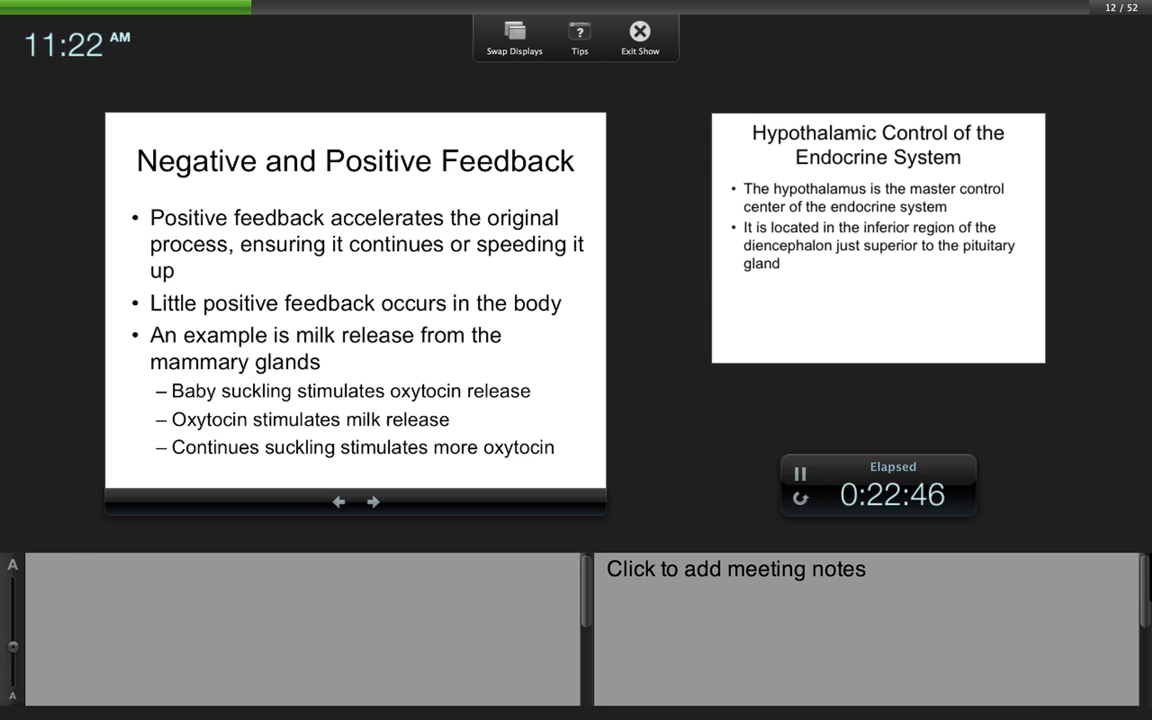 12 / 52
11:22 AM
Swap Displays
Tips
Exit Show
Negative and Positive Feedback
• Positive feedback accelerates the original
process, ensuring it continues or speeding it
up
• Little positive feedback occurs in the body
• An example is milk release from the
mammary glands
– Baby suckling stimulates oxytocin release
– Oxytocin stimulates milk release
– Continues suckling stimulates more oxytocin
Hypothalamic Control of the
Endocrine System
• The hypothalamus is the master control
center of the endocrine system
• It is located in the inferior region of the
diencephalon just superior to the pituitary
gland
Elapsed
0:22:46
A
A
Click to add meeting notes